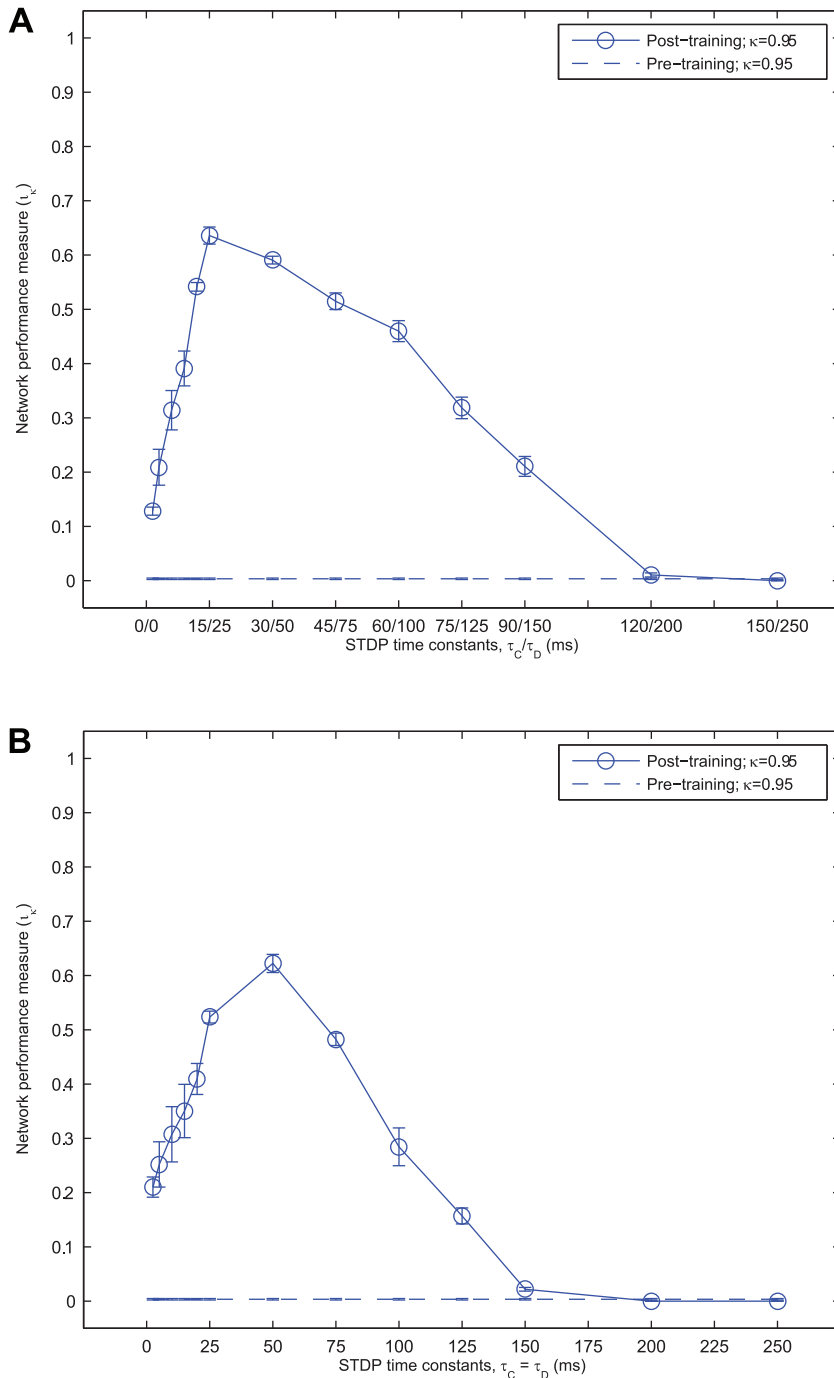 A
Post-training; κ=0.95
Pre-training; κ=0.95
Network performance measure (ι_κ)
1
0.9
0.8
0.7
0.6
0.5
0.4
0.3
0.2
0.1
0
0/0 15/25 30/50 45/75 60/100 75/125 90/150 120/200 150/250
STDP time constants, τ_C/τ_D (ms)
B
Post-training; κ=0.95
Pre-training; κ=0.95
Network performance measure (ι_κ)
1
0.9
0.8
0.7
0.6
0.5
0.4
0.3
0.2
0.1
0
0 25 50 75 100 125 150 175 200 225 250
STDP time constants, τ_C = τ_D (ms)